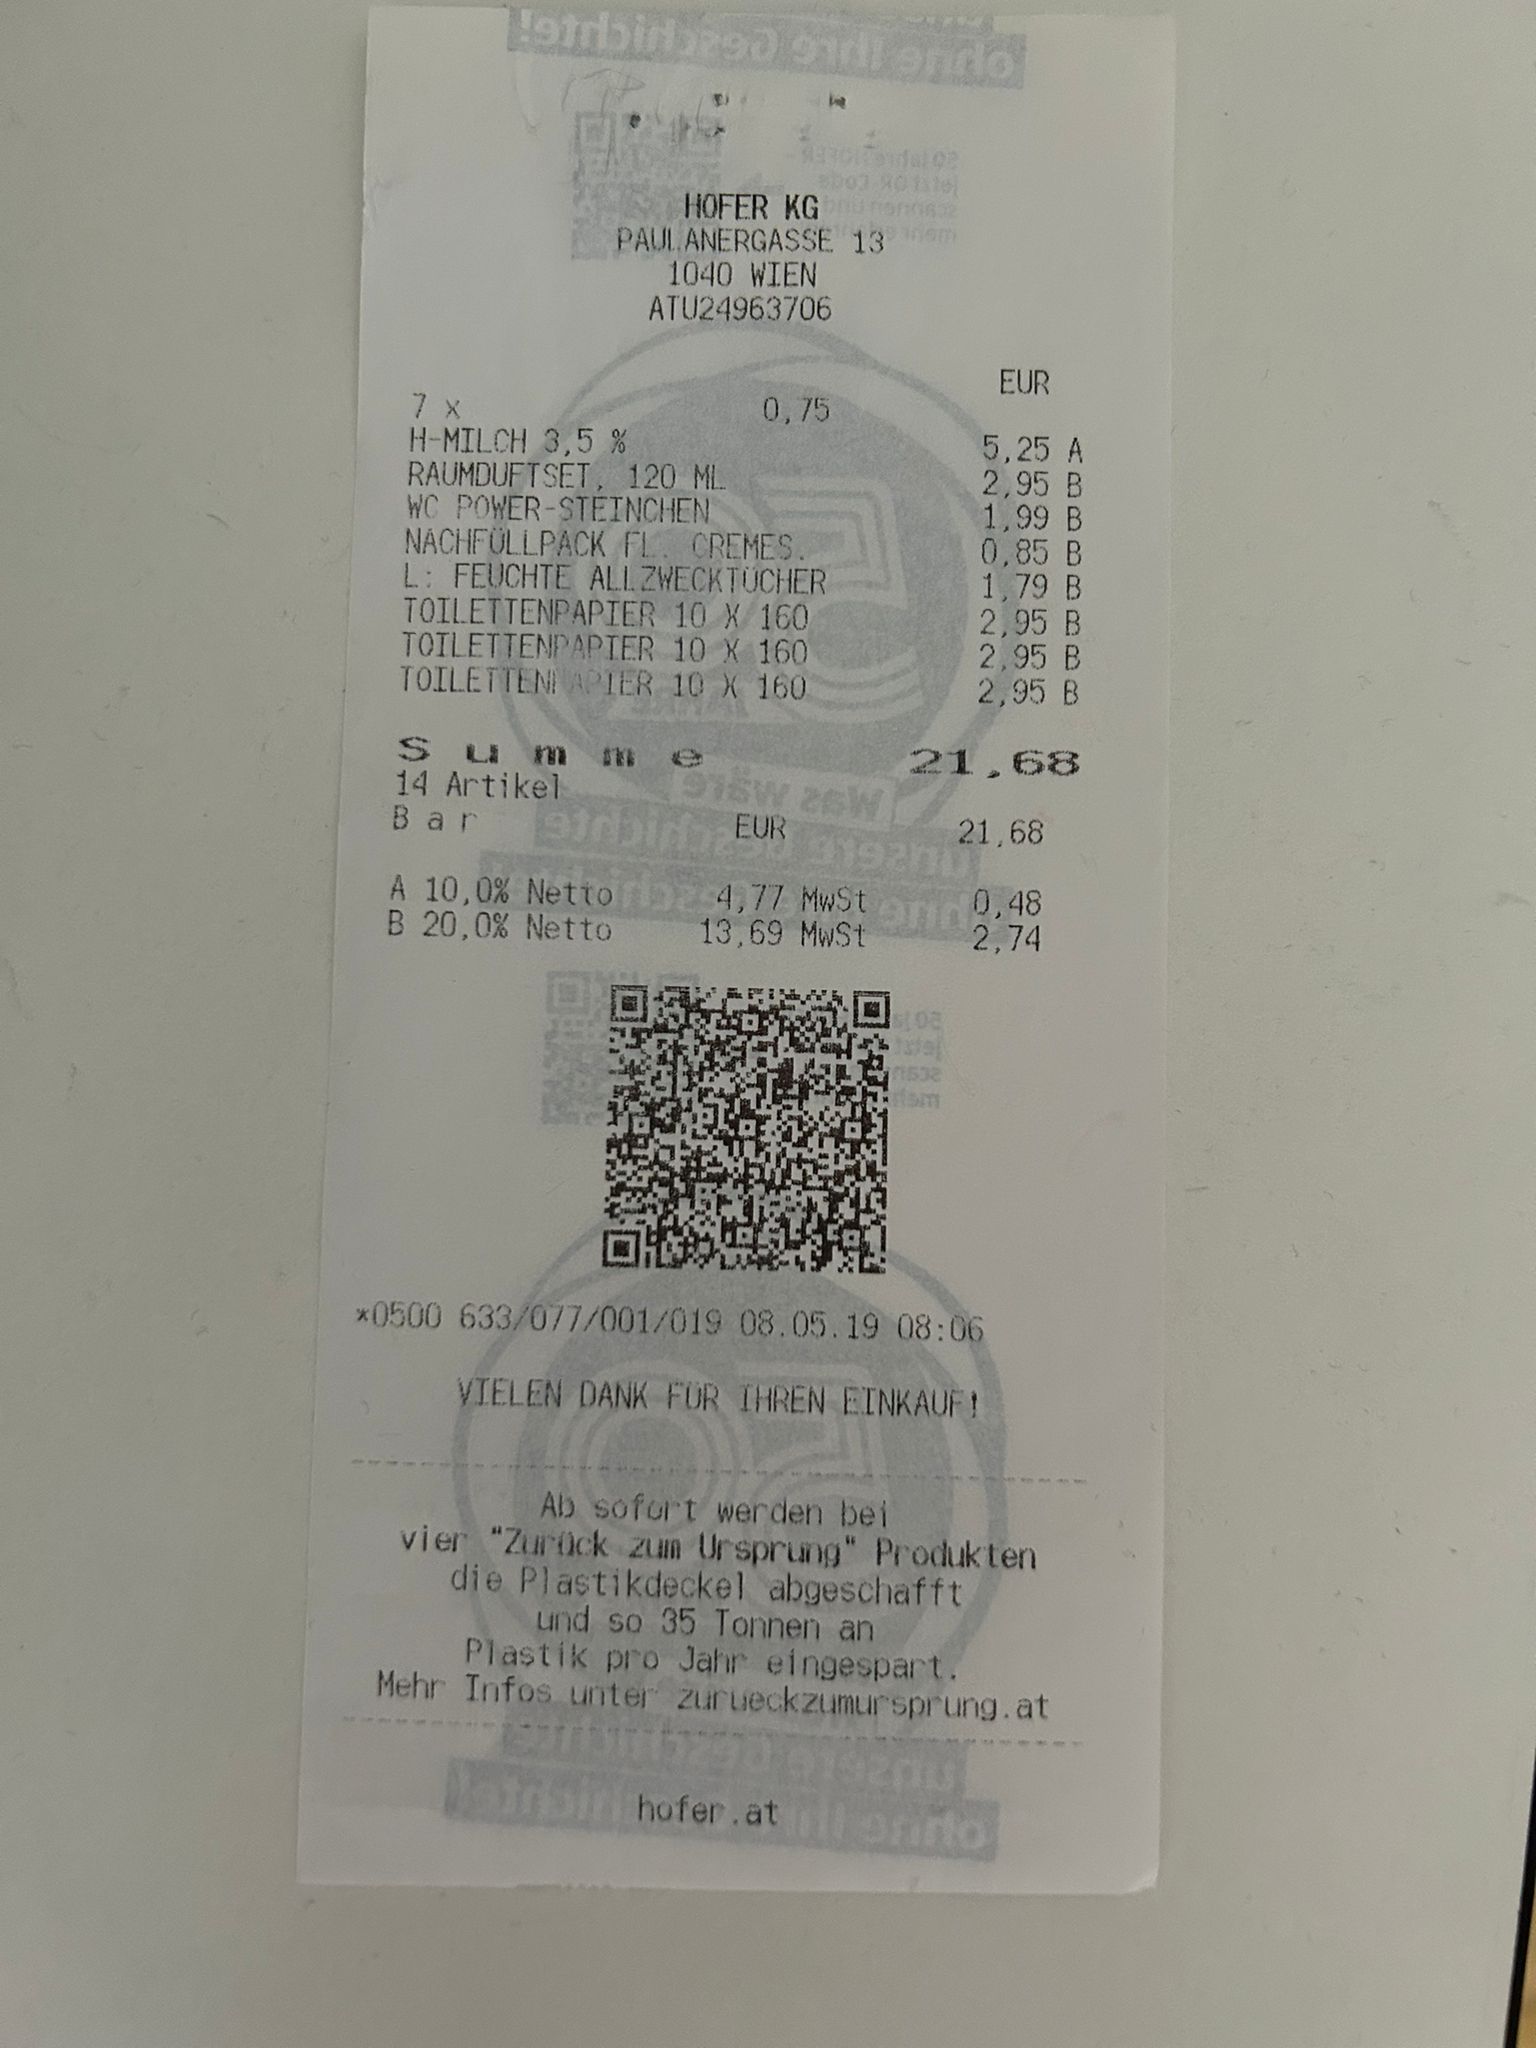 HOFER KG
PAULANERGASSE 13
1040 WIEN
ATU24963706
EUR
7 x 0,75
H-MILCH 3,5 % 5,25 A
RAUMDUFTSET, 120 ML 2,95 B
WC POWER-STEINCHEN 1,99 B
NACHFÜLLPACK FL. CREMES. 0,85 B
L: FEUCHTE ALLZWECKTÜCHER 1,79 B
TOILETTENPAPIER 10 X 160 2,95 B
TOILETTENPAPIER 10 X 160 2,95 B
TOILETTENPAPIER 10 X 160 2,95 B
Summe 21,68
14 Artikel
Bar EUR 21,68
A 10,0% Netto 4,77 MwSt 0,48
B 20,0% Netto 13,69 MwSt 2,74
*0500 633/077/001/019 08.05.19 08:06
VIELEN DANK FÜR IHREN EINKAUF!
Ab sofort werden bei
vier "Zurück zum Ursprung" Produkten
die Plastikdeckel abgeschafft
und so 35 Tonnen an
Plastik pro Jahr eingespart.
Mehr Infos unter zurueckzumursprung.at
hofer.at